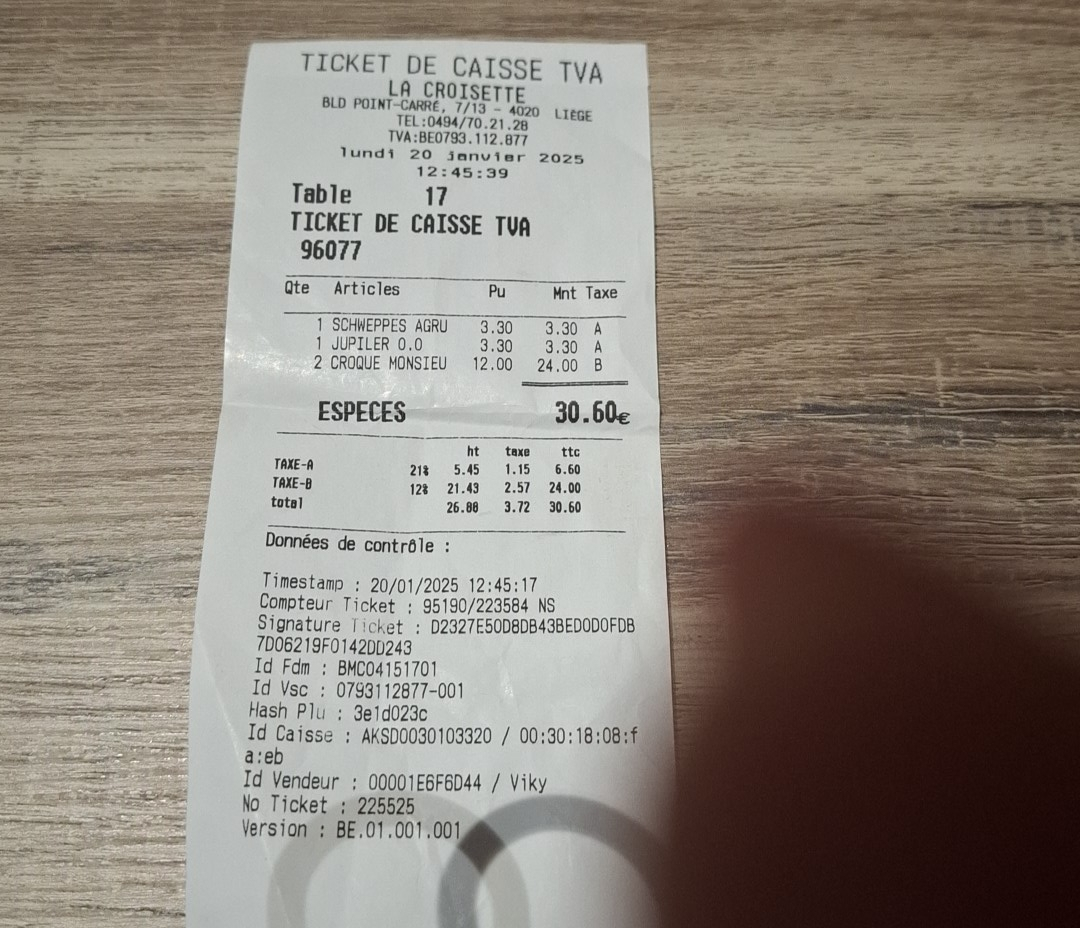 TICKET DE CAISSE TVA
LA CROISETTE
BLD POINT-CARRÉ, 7/13 - 4020 LIEGE
TEL:0494/70.21.28
TVA:BE0793.112.877
lundi 20 janvier 2025
12:45:39
Table 17
TICKET DE CAISSE TVA
96077
Qte Articles Pu Mnt Taxe
1 SCHWEPPES AGRU 3.30 3.30 A
1 JUPILER 0.0 3.30 3.30 A
2 CROQUE MONSIEU 12.00 24.00 B
ESPECES 30.60€
ht taxe ttc
TAXE-A 21% 5.45 1.15 6.60
TAXE-B 12% 21.43 2.57 24.00
total 26.88 3.72 30.60
Données de contrôle :
Timestamp : 20/01/2025 12:45:17
Compteur Ticket : 95190/223584 NS
Signature Ticket : D2327E50D8DB43BED0D0FDB
7D06219F0142DD243
Id Fdm : BMC04151701
Id Vsc : 0793112877-001
Hash Plu : 3e1d023c
Id Caisse : AKSD0030103320 / 00:30:18:08:f
a:eb
Id Vendeur : 00001E6F6D44 / Viky
No Ticket : 225525
Version : BE.01.001.001